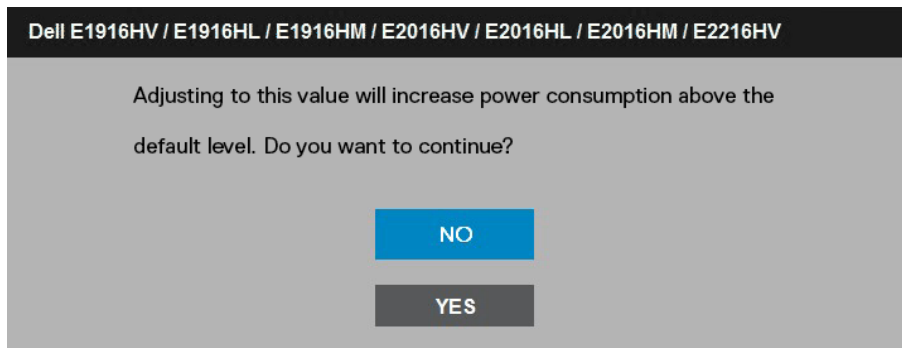 Dell E1916HV / E1916HL / E1916HM / E2016HV / E2016HL / E2016HM / E2216HV
Adjusting to this value will increase power consumption above the
default level. Do you want to continue?
NO
YES